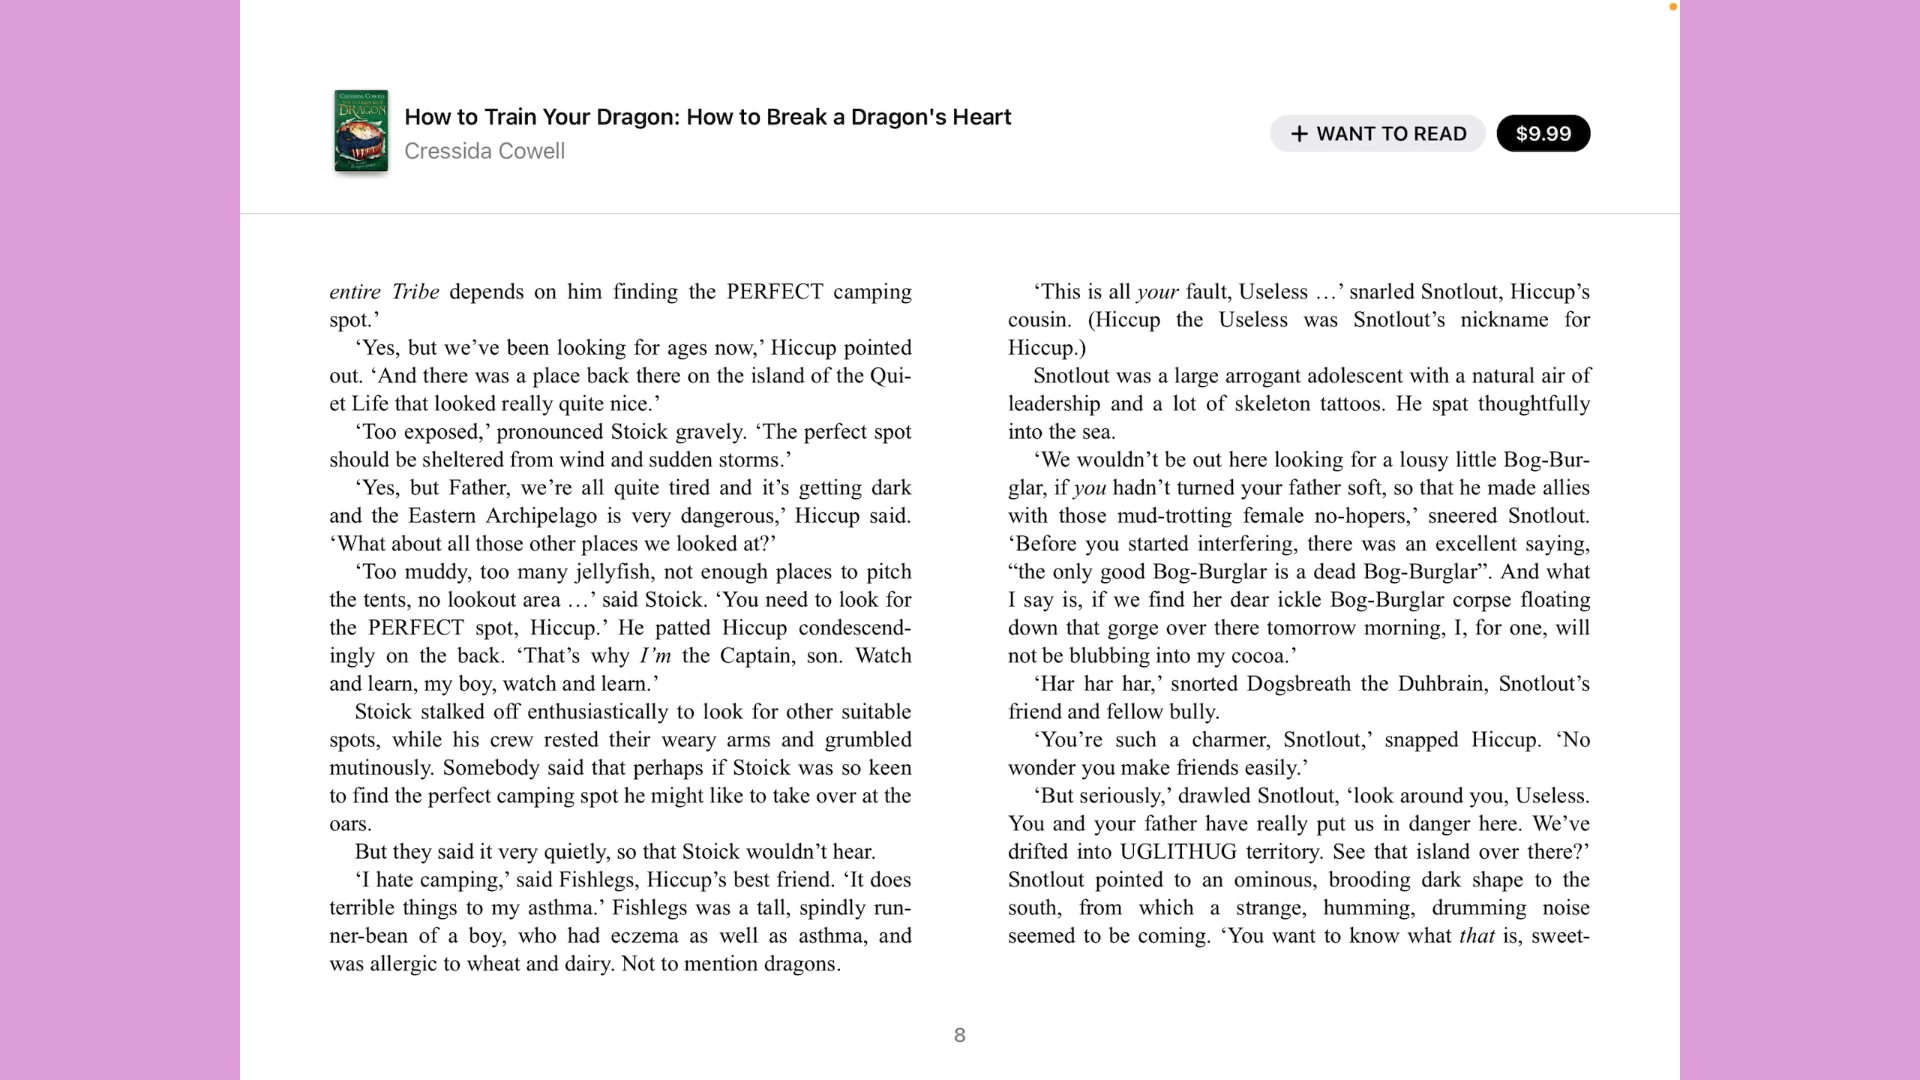 CRESSIDA COWELL
DRAGON
How to Train Your Dragon: How to Break a Dragon's Heart
Cressida Cowell
+ WANT TO READ
$9.99
entire Tribe depends on him finding the PERFECT camping
spot.’
‘Yes, but we’ve been looking for ages now,’ Hiccup pointed
out. ‘And there was a place back there on the island of the Qui-
et Life that looked really quite nice.’
‘Too exposed,’ pronounced Stoick gravely. ‘The perfect spot
should be sheltered from wind and sudden storms.’
‘Yes, but Father, we’re all quite tired and it’s getting dark
and the Eastern Archipelago is very dangerous,’ Hiccup said.
‘What about all those other places we looked at?’
‘Too muddy, too many jellyfish, not enough places to pitch
the tents, no lookout area …’ said Stoick. ‘You need to look for
the PERFECT spot, Hiccup.’ He patted Hiccup condescend-
ingly on the back. ‘That’s why I’m the Captain, son. Watch
and learn, my boy, watch and learn.’
Stoick stalked off enthusiastically to look for other suitable
spots, while his crew rested their weary arms and grumbled
mutinously. Somebody said that perhaps if Stoick was so keen
to find the perfect camping spot he might like to take over at the
oars.
But they said it very quietly, so that Stoick wouldn’t hear.
‘I hate camping,’ said Fishlegs, Hiccup’s best friend. ‘It does
terrible things to my asthma.’ Fishlegs was a tall, spindly run-
ner-bean of a boy, who had eczema as well as asthma, and
was allergic to wheat and dairy. Not to mention dragons.
‘This is all your fault, Useless …’ snarled Snotlout, Hiccup’s
cousin. (Hiccup the Useless was Snotlout’s nickname for
Hiccup.)
Snotlout was a large arrogant adolescent with a natural air of
leadership and a lot of skeleton tattoos. He spat thoughtfully
into the sea.
‘We wouldn’t be out here looking for a lousy little Bog-Bur-
glar, if you hadn’t turned your father soft, so that he made allies
with those mud-trotting female no-hopers,’ sneered Snotlout.
‘Before you started interfering, there was an excellent saying,
“the only good Bog-Burglar is a dead Bog-Burglar”. And what
I say is, if we find her dear ickle Bog-Burglar corpse floating
down that gorge over there tomorrow morning, I, for one, will
not be blubbing into my cocoa.’
‘Har har har,’ snorted Dogsbreath the Duhbrain, Snotlout’s
friend and fellow bully.
‘You’re such a charmer, Snotlout,’ snapped Hiccup. ‘No
wonder you make friends easily.’
‘But seriously,’ drawled Snotlout, ‘look around you, Useless.
You and your father have really put us in danger here. We’ve
drifted into UGLITHUG territory. See that island over there?’
Snotlout pointed to an ominous, brooding dark shape to the
south, from which a strange, humming, drumming noise
seemed to be coming. ‘You want to know what that is, sweet-
8